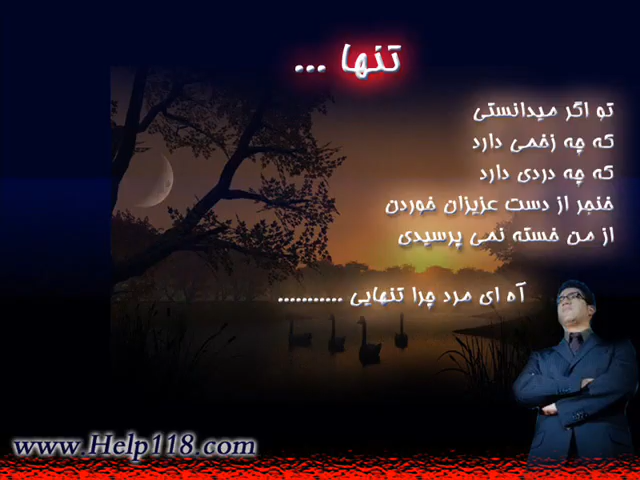 تنها ...
تو اگر میدانستی
که چه زخمی دارد
که چه دردی دارد
خنجر از دست عزیزان خوردن
از من خسته نمی پرسیدی
آه ای مرد چرا تنهایی ...........
www.Help118.com